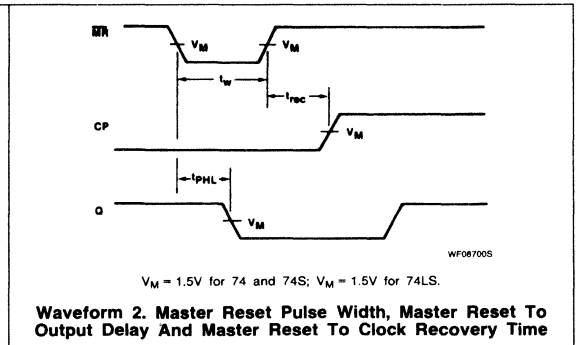 M̅R̅
VM VM
tw
trec
CP
VM
tPHL
Q
VM
WF08700S
VM = 1.5V for 74 and 74S; VM = 1.5V for 74LS.
Waveform 2. Master Reset Pulse Width, Master Reset To
Output Delay And Master Reset To Clock Recovery Time